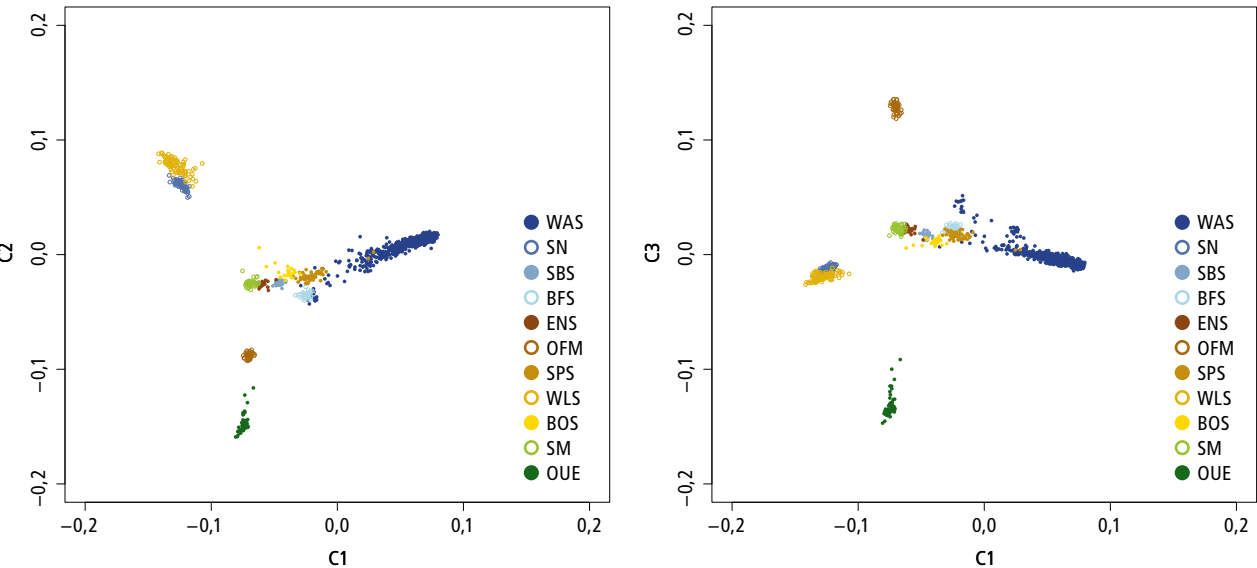 0,2
0,1
0,0
−0,1
−0,2
C2
−0,2 −0,1 0,0 0,1 0,2
C1
WAS
SN
SBS
BFS
ENS
OFM
SPS
WLS
BOS
SM
OUE
0,2
0,1
0,0
−0,1
−0,2
C3
−0,2 −0,1 0,0 0,1 0,2
C1
WAS
SN
SBS
BFS
ENS
OFM
SPS
WLS
BOS
SM
OUE